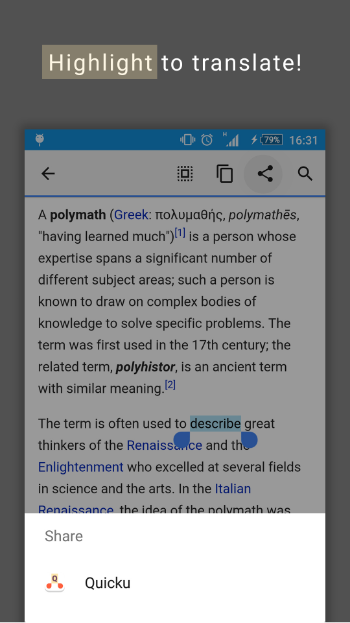 Highlight to translate!
H 79% 16:31
A polymath (Greek: πολυμαθής, polymathēs,
"having learned much")[1] is a person whose
expertise spans a significant number of
different subject areas; such a person is
known to draw on complex bodies of
knowledge to solve specific problems. The
term was first used in the 17th century; the
related term, polyhistor, is an ancient term
with similar meaning.[2]
The term is often used to describe great
thinkers of the Renaissance and the
Enlightenment who excelled at several fields
in science and the arts. In the Italian
Renaissance, the idea of the polymath was
Share
Q
Quicku